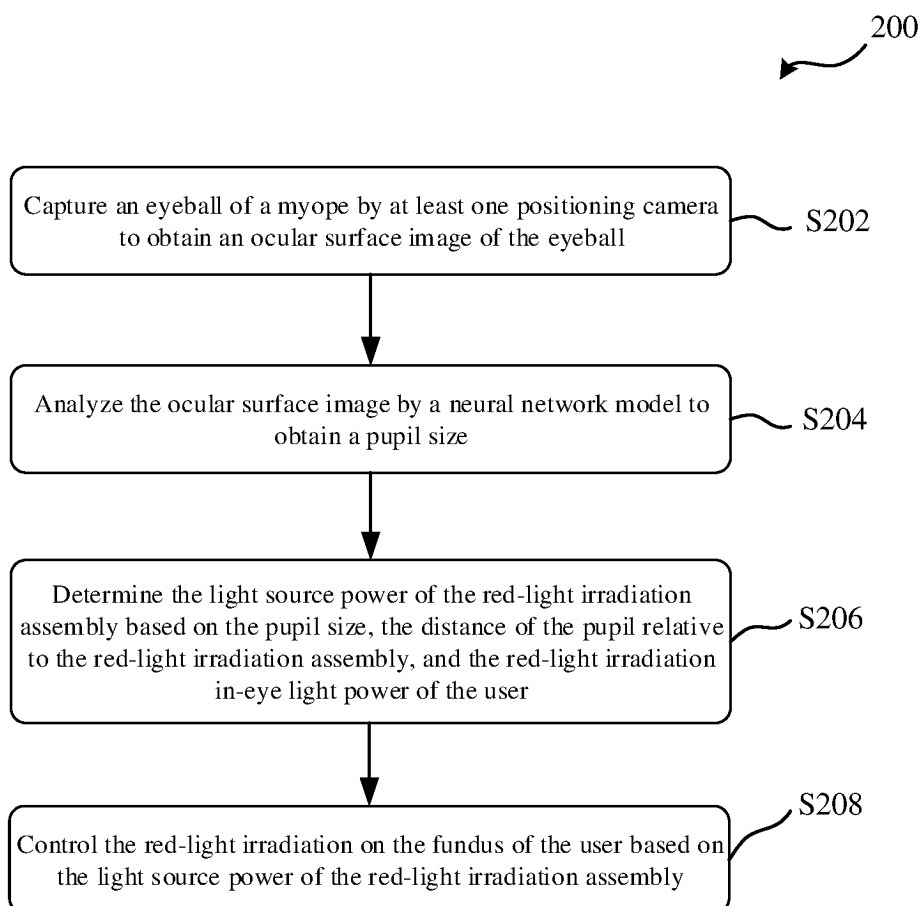 200
Capture an eyeball of a myope by at least one positioning camera
to obtain an ocular surface image of the eyeball
S202
Analyze the ocular surface image by a neural network model to
obtain a pupil size
S204
Determine the light source power of the red-light irradiation
assembly based on the pupil size, the distance of the pupil relative
to the red-light irradiation assembly, and the red-light irradiation
in-eye light power of the user
S206
Control the red-light irradiation on the fundus of the user based on
the light source power of the red-light irradiation assembly
S208